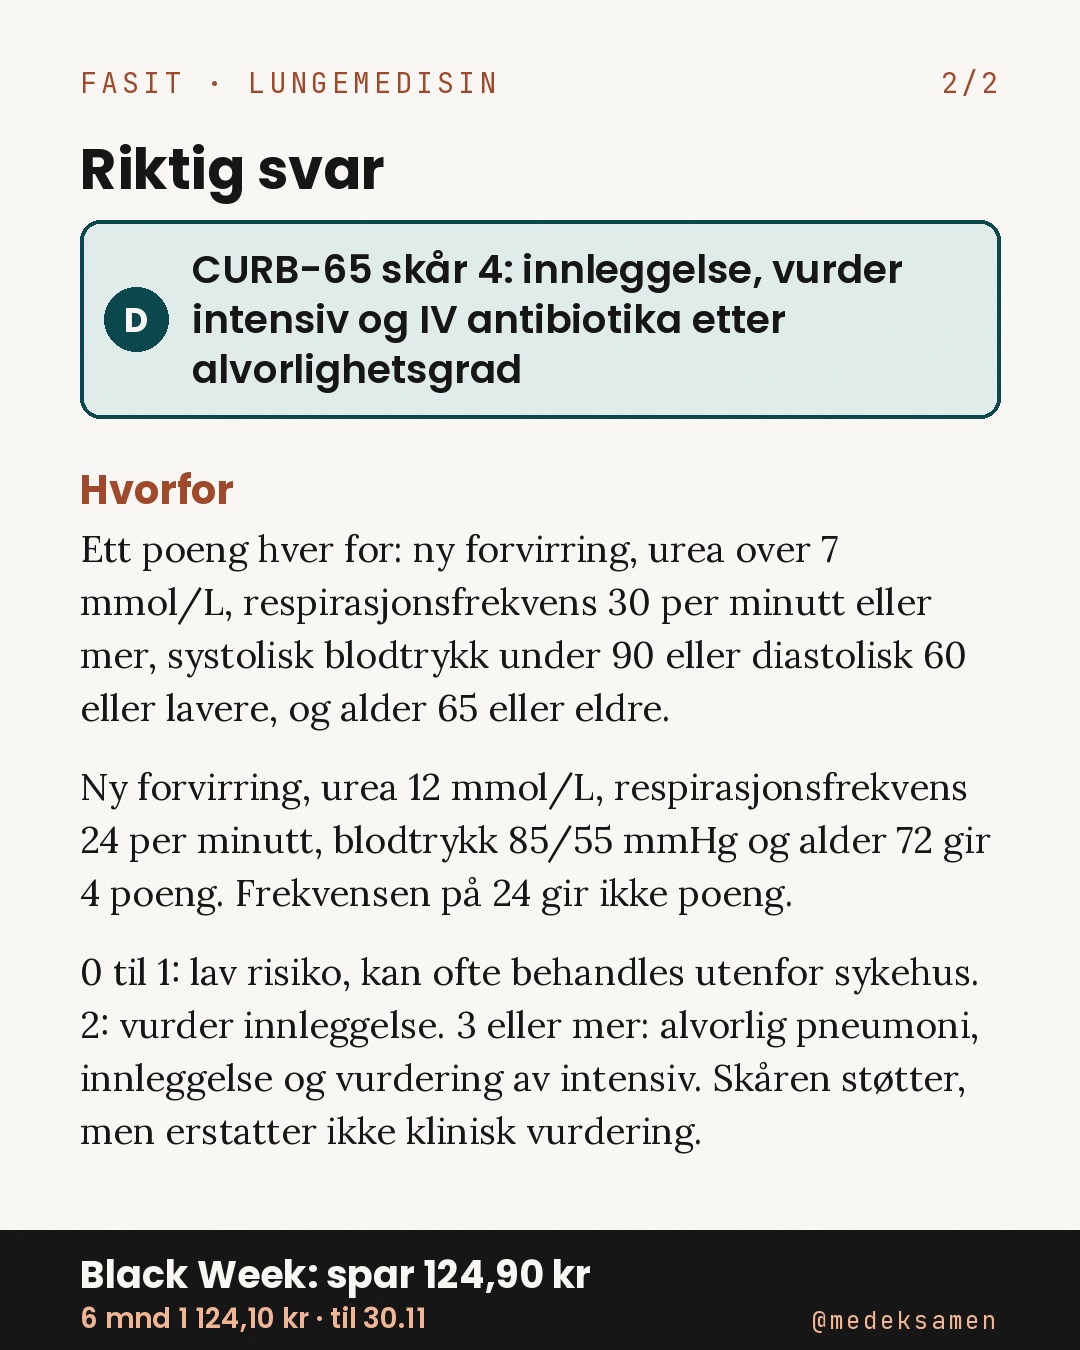 FASIT · LUNGEMEDISIN
2/2
Riktig svar
D
CURB-65 skår 4: innleggelse, vurder
intensiv og IV antibiotika etter
alvorlighetsgrad
Hvorfor
Ett poeng hver for: ny forvirring, urea over 7
mmol/L, respirasjonsfrekvens 30 per minutt eller
mer, systolisk blodtrykk under 90 eller diastolisk 60
eller lavere, og alder 65 eller eldre.
Ny forvirring, urea 12 mmol/L, respirasjonsfrekvens
24 per minutt, blodtrykk 85/55 mmHg og alder 72 gir
4 poeng. Frekvensen på 24 gir ikke poeng.
0 til 1: lav risiko, kan ofte behandles utenfor sykehus.
2: vurder innleggelse. 3 eller mer: alvorlig pneumoni,
innleggelse og vurdering av intensiv. Skåren støtter,
men erstatter ikke klinisk vurdering.
Black Week: spar 124,90 kr
6 mnd 1 124,10 kr · til 30.11
@medeksamen